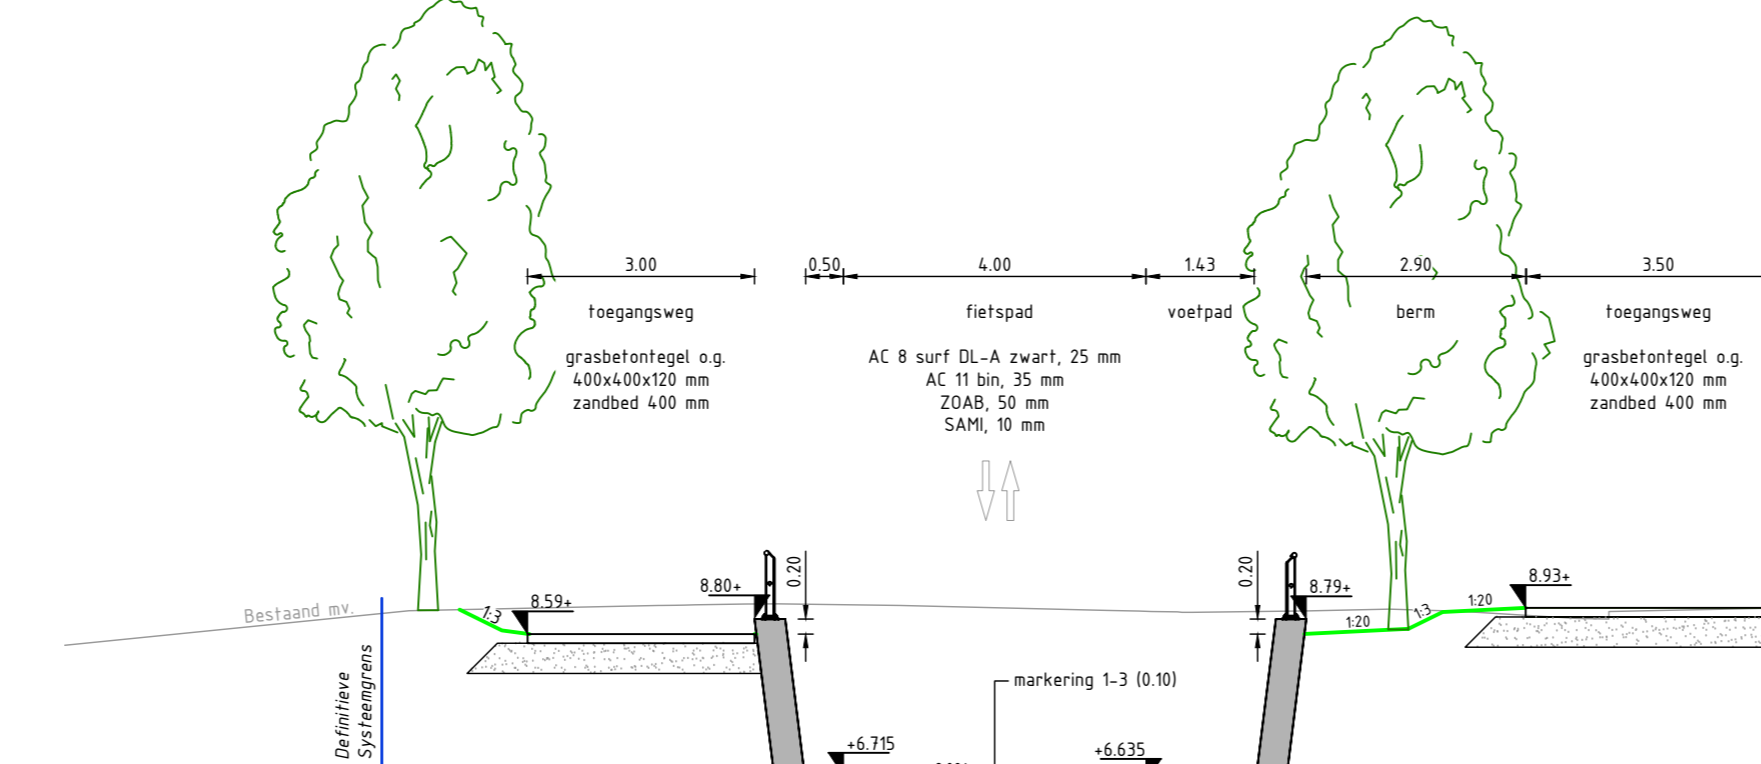 3.00
0.50
4.00
1.43
2.90
3.50
toegangsweg
fietspad
voetpad
berm
toegangsweg
grasbetontegel o.g.
400x400x120 mm
zandbed 400 mm
AC 8 surf DL-A zwart, 25 mm
AC 11 bin, 35 mm
ZOAB, 50 mm
SAMI, 10 mm
grasbetontegel o.g.
400x400x120 mm
zandbed 400 mm
Bestaand mv.
1:3
8.59+
8.80+
0.20
0.20
8.79+
1:20
1:3
1:20
8.93+
Definitieve
Systeemgrens
markering 1-3 (0.10)
+6.715
+6.635